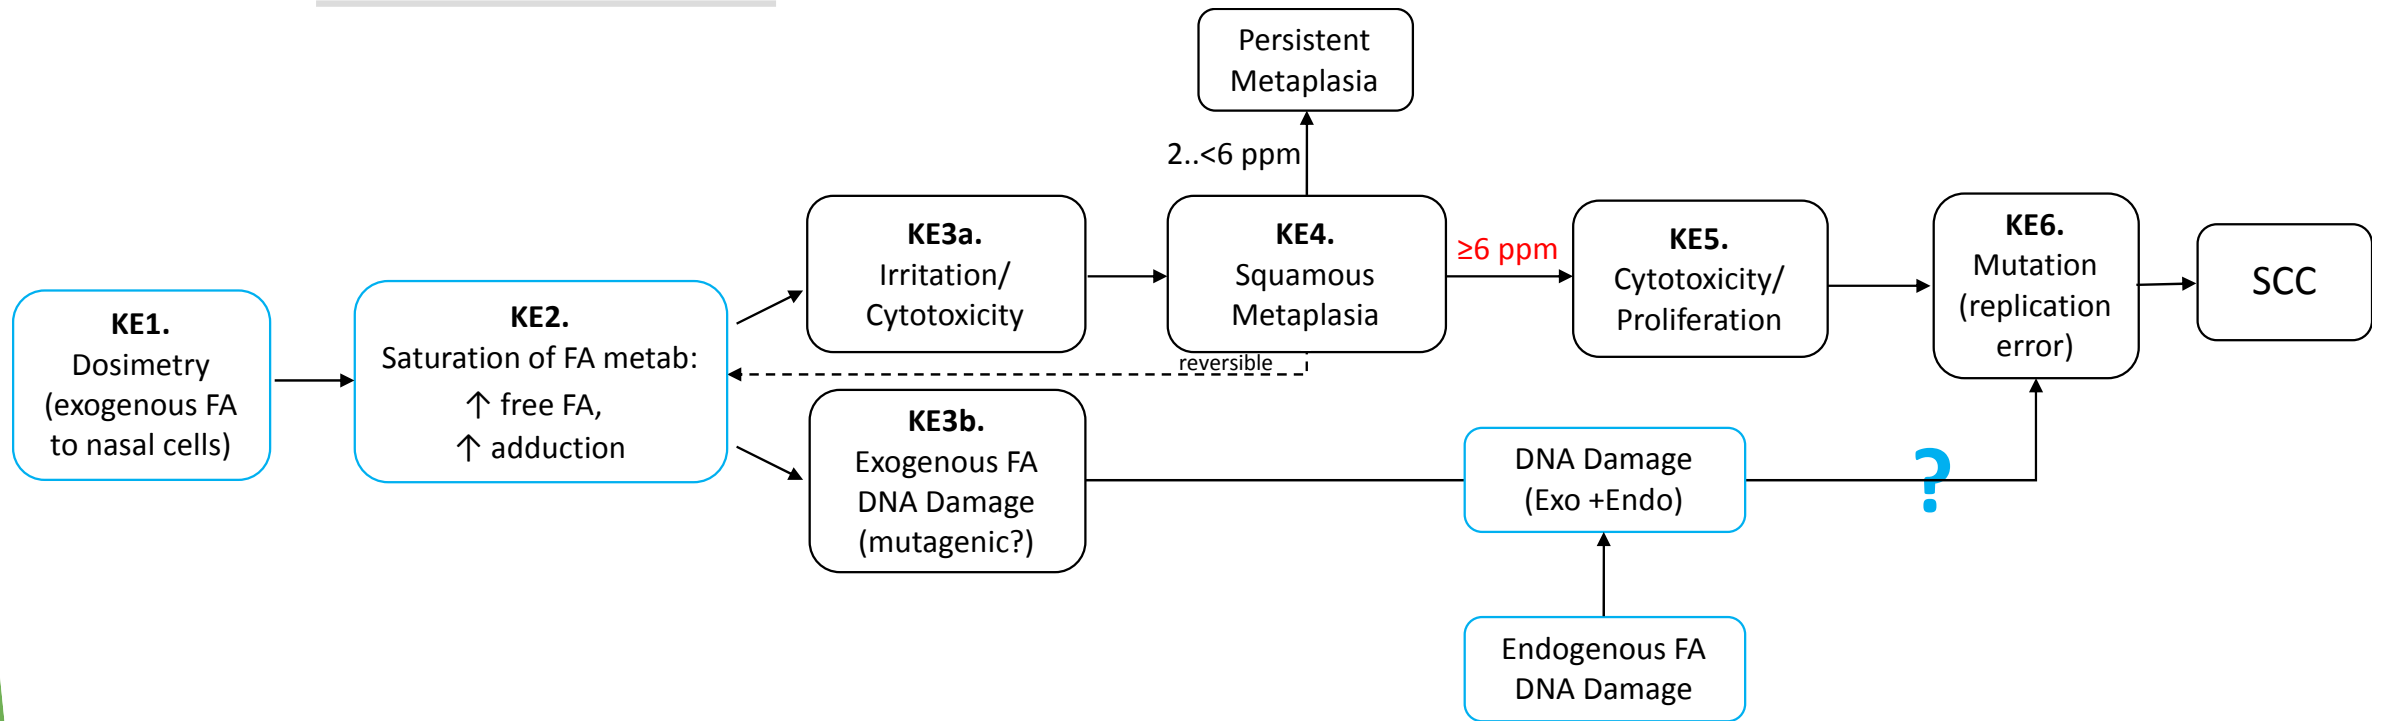 Persistent
Metaplasia
2..<6 ppm
KE1.
Dosimetry
(exogenous FA
to nasal cells)
KE2.
Saturation of FA metab:
↑ free FA,
↑ adduction
KE3a.
Irritation/
Cytotoxicity
KE4.
Squamous
Metaplasia
reversible
≥6 ppm
KE5.
Cytotoxicity/
Proliferation
KE6.
Mutation
(replication
error)
SCC
KE3b.
Exogenous FA
DNA Damage
(mutagenic?)
DNA Damage
(Exo +Endo)
?
Endogenous FA
DNA Damage